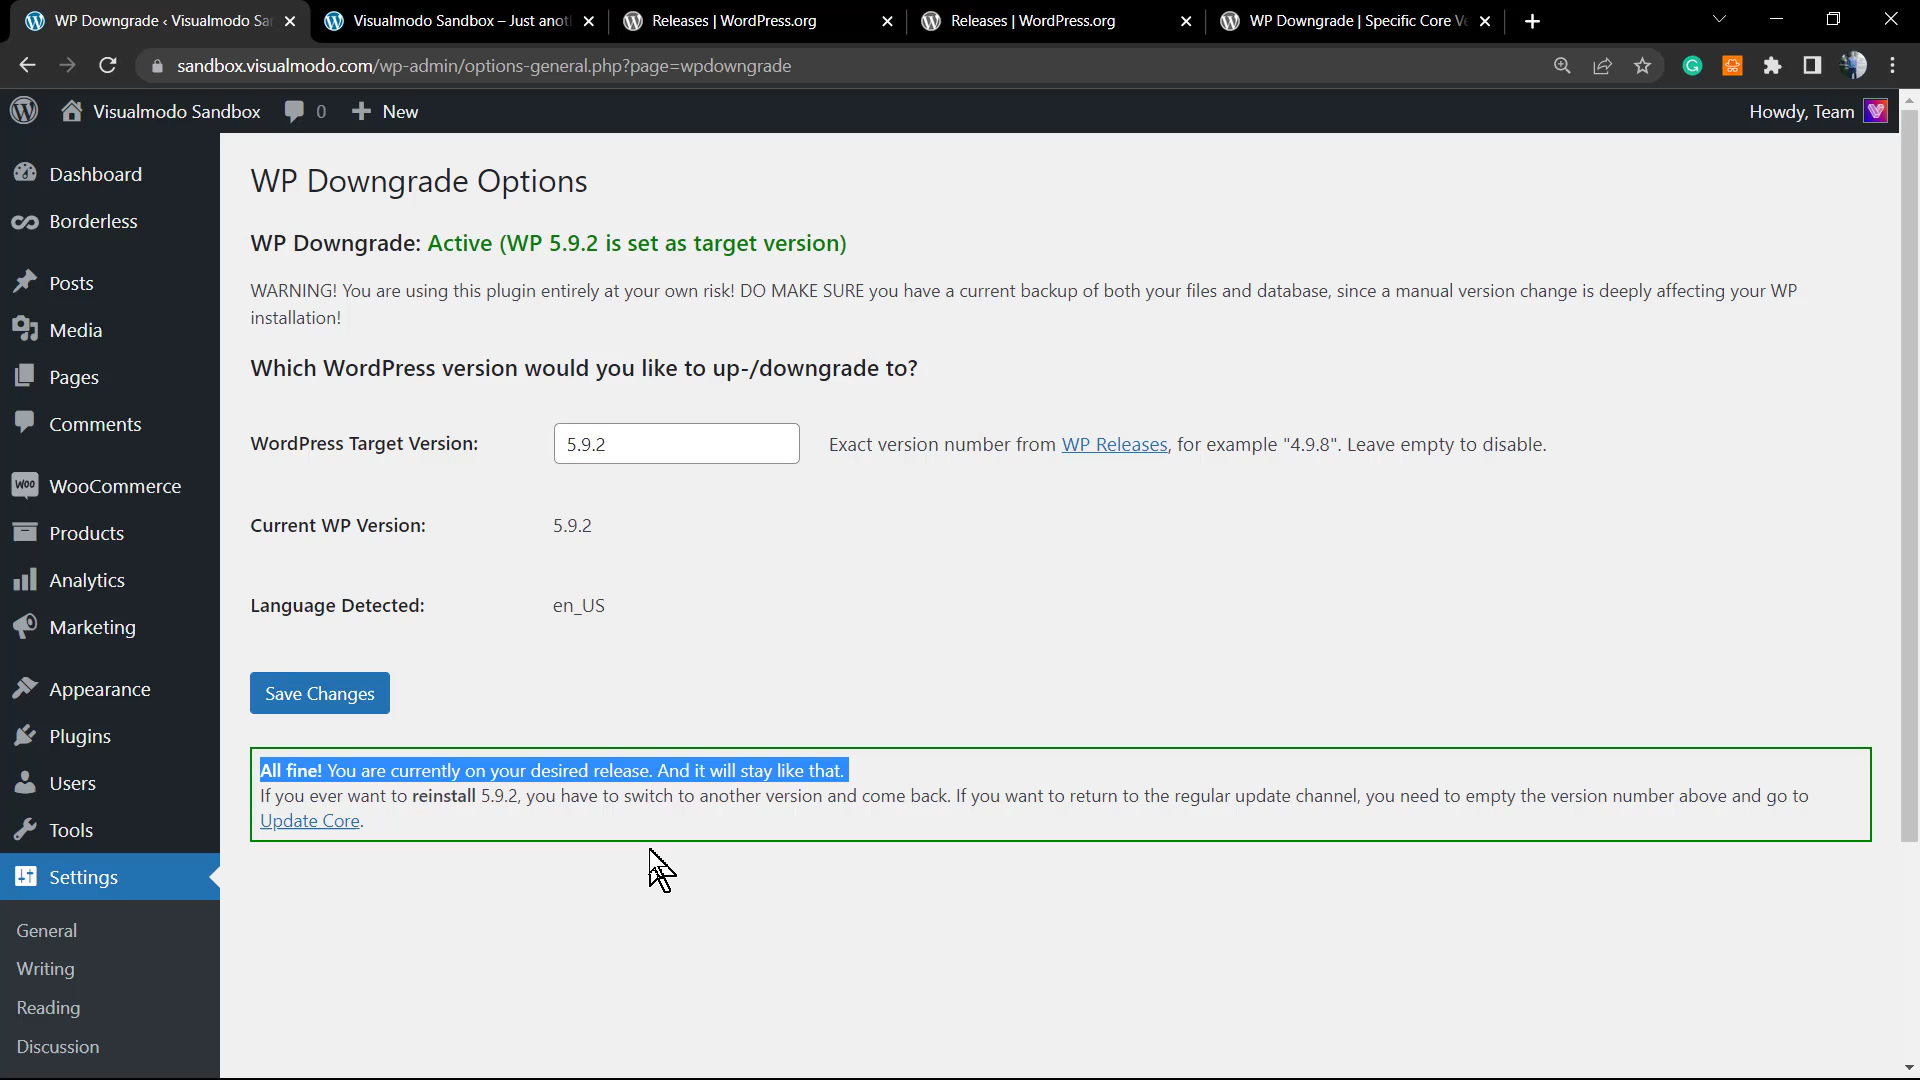 WP Downgrade ‹ Visualmodo Sa
Visualmodo Sandbox – Just anot
Releases | WordPress.org
Releases | WordPress.org
WP Downgrade | Specific Core Ve
sandbox.visualmodo.com/wp-admin/options-general.php?page=wpdowngrade
Visualmodo Sandbox
0
New
Howdy, Team
Dashboard
Borderless
Posts
Media
Pages
Comments
WOO WooCommerce
Products
Analytics
Marketing
Appearance
Plugins
Users
Tools
Settings
General
Writing
Reading
Discussion
WP Downgrade Options
WP Downgrade: Active (WP 5.9.2 is set as target version)
WARNING! You are using this plugin entirely at your own risk! DO MAKE SURE you have a current backup of both your files and database, since a manual version change is deeply affecting your WP
installation!
Which WordPress version would you like to up-/downgrade to?
WordPress Target Version: 5.9.2 Exact version number from WP Releases, for example "4.9.8". Leave empty to disable.
Current WP Version: 5.9.2
Language Detected: en_US
Save Changes
All fine! You are currently on your desired release. And it will stay like that.
If you ever want to reinstall 5.9.2, you have to switch to another version and come back. If you want to return to the regular update channel, you need to empty the version number above and go to
Update Core.